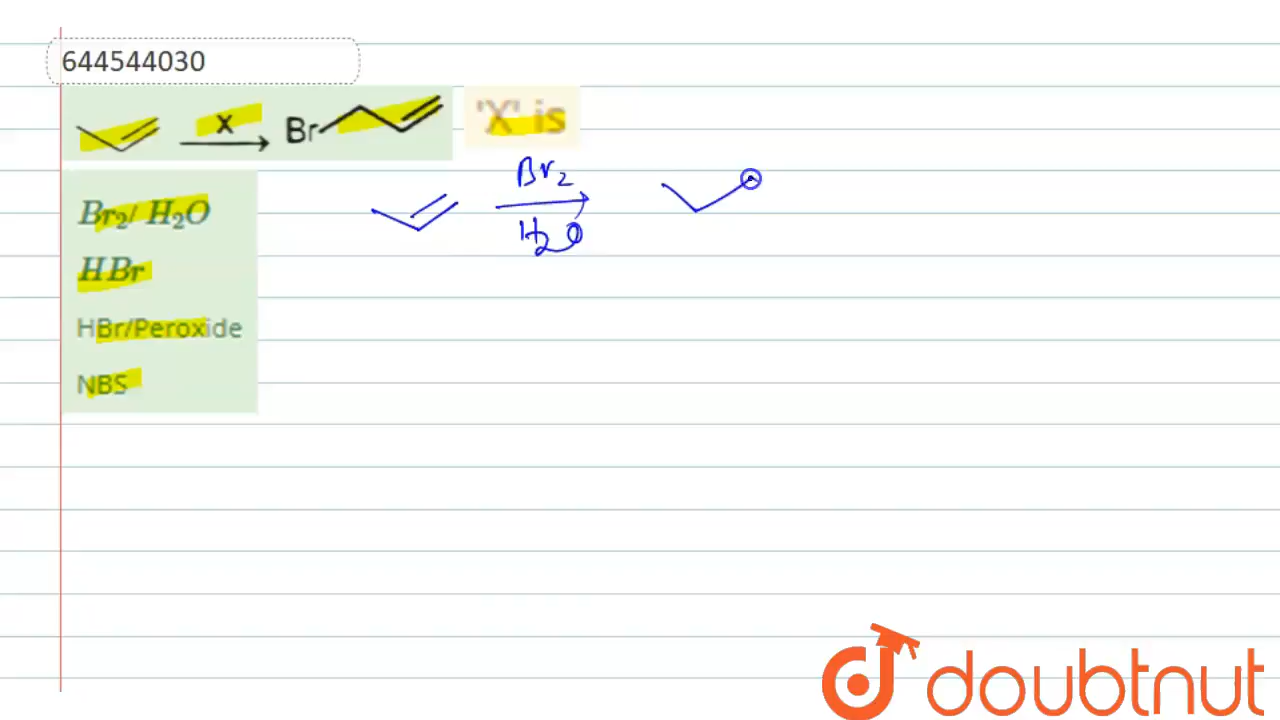 644544030
X
Br
'X' is
Br₂/ H₂O
HBr
HBr/Peroxide
NBS
Br₂
H₂O
doubtnut